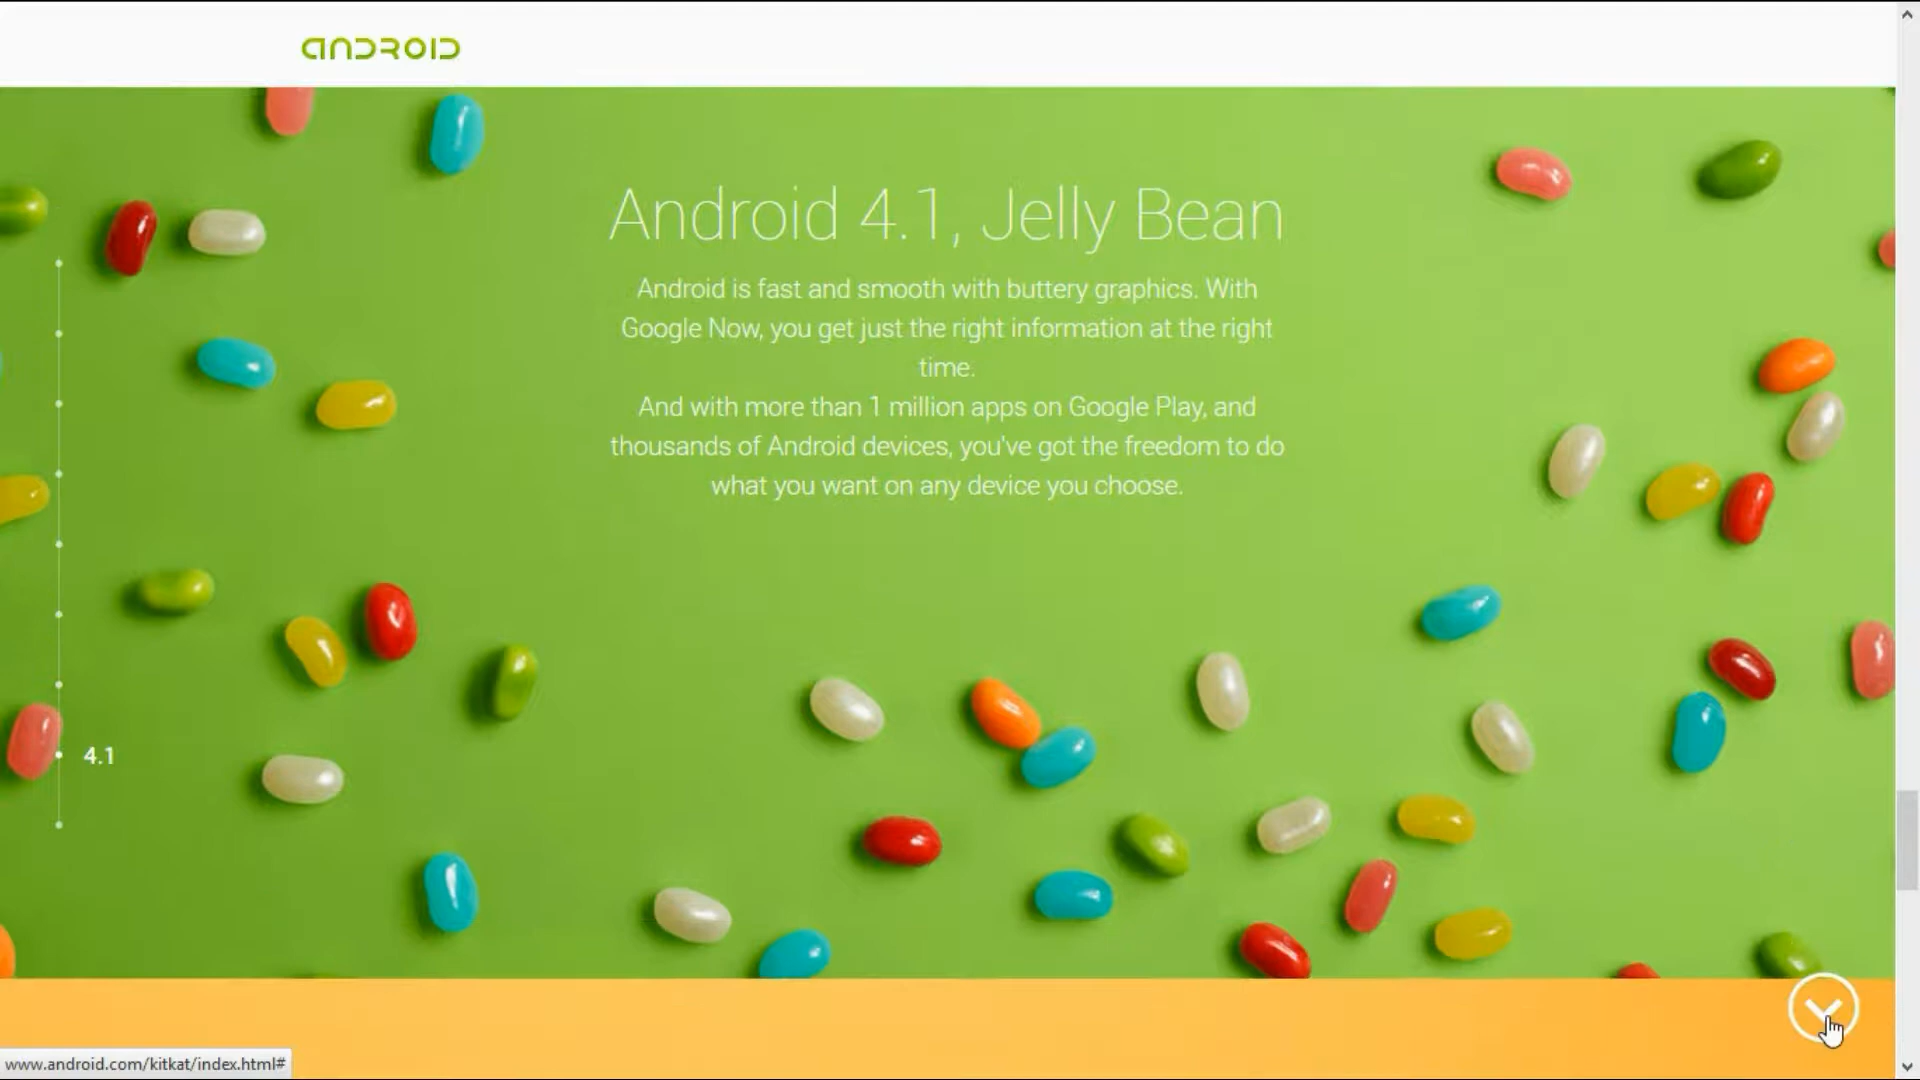 ANDROID
Android 4.1, Jelly Bean
Android is fast and smooth with buttery graphics. With
Google Now, you get just the right information at the right
time.
And with more than 1 million apps on Google Play, and
thousands of Android devices, you've got the freedom to do
what you want on any device you choose.
4.1
www.android.com/kitkat/index.html#